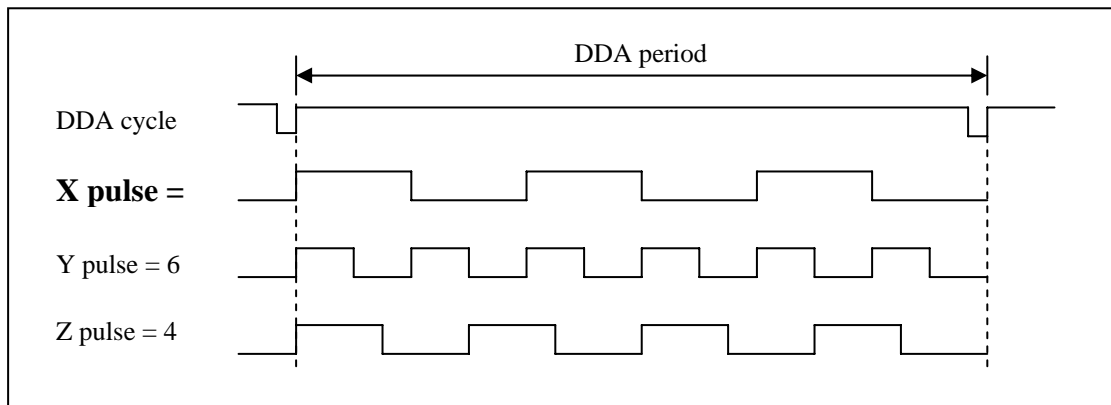 DDA period
DDA cycle
X pulse =
Y pulse = 6
Z pulse = 4